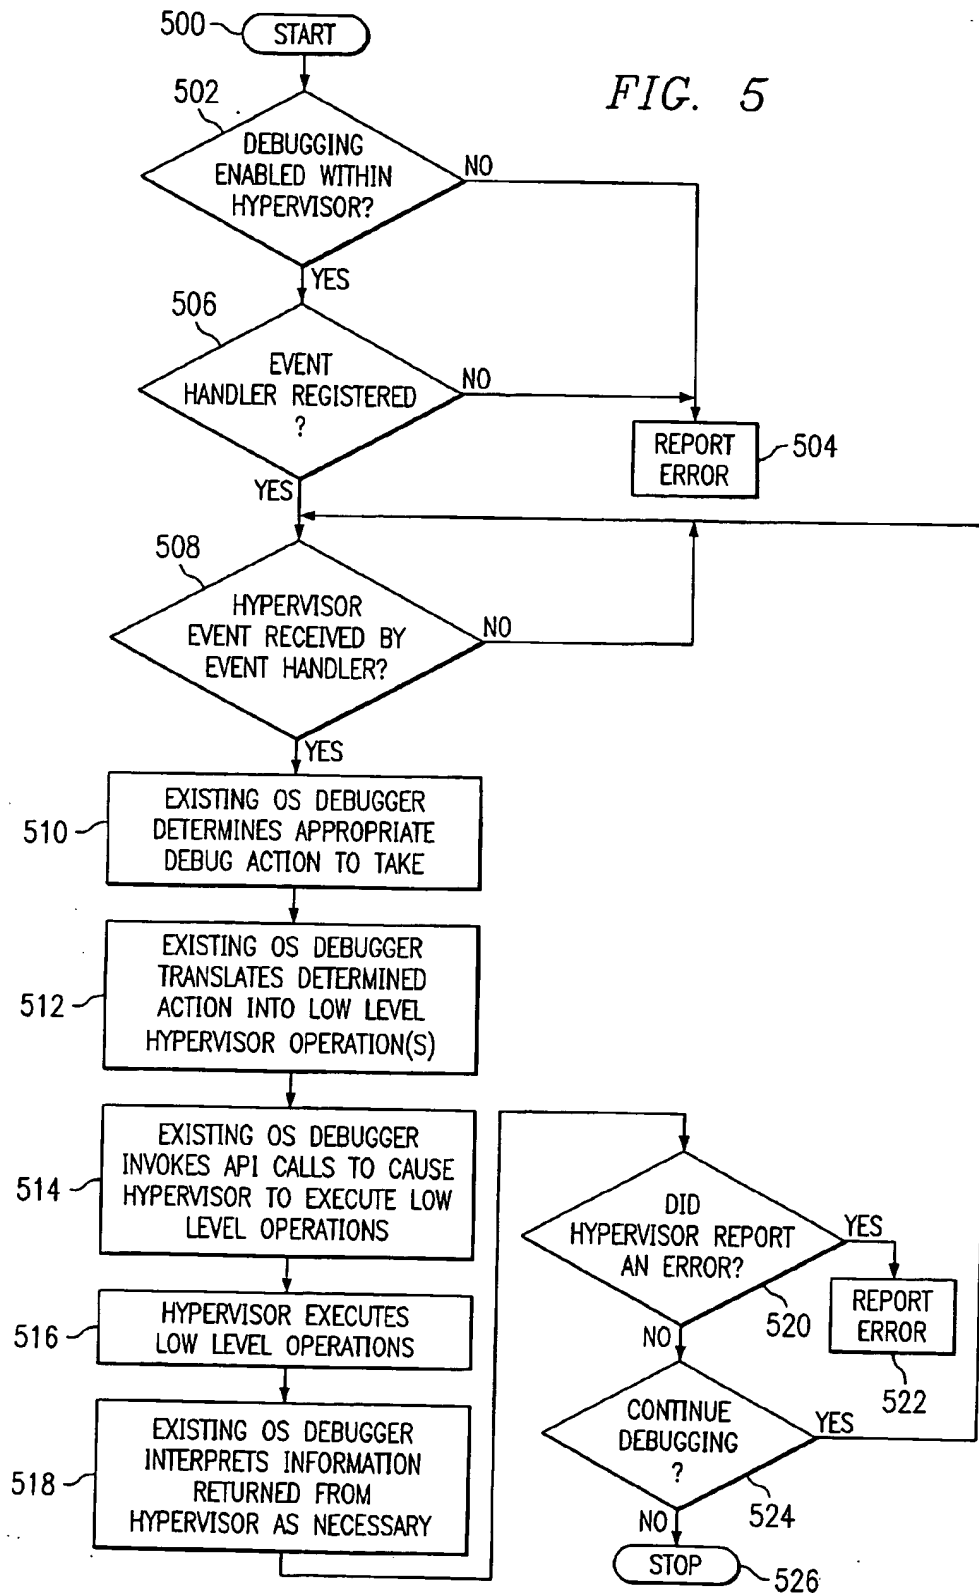 500
START
FIG. 5
502
DEBUGGING
ENABLED WITHIN
HYPERVISOR?
NO
YES
506
EVENT
HANDLER REGISTERED
?
NO
REPORT
ERROR
504
YES
508
HYPERVISOR
EVENT RECEIVED BY
EVENT HANDLER?
NO
YES
510
EXISTING OS DEBUGGER
DETERMINES APPROPRIATE
DEBUG ACTION TO TAKE
512
EXISTING OS DEBUGGER
TRANSLATES DETERMINED
ACTION INTO LOW LEVEL
HYPERVISOR OPERATION(S)
514
EXISTING OS DEBUGGER
INVOKES API CALLS TO CAUSE
HYPERVISOR TO EXECUTE LOW
LEVEL OPERATIONS
516
HYPERVISOR EXECUTES
LOW LEVEL OPERATIONS
518
EXISTING OS DEBUGGER
INTERPRETS INFORMATION
RETURNED FROM
HYPERVISOR AS NECESSARY
DID
HYPERVISOR REPORT
AN ERROR?
YES
520
REPORT
ERROR
522
NO
CONTINUE
DEBUGGING
?
YES
524
NO
STOP
526